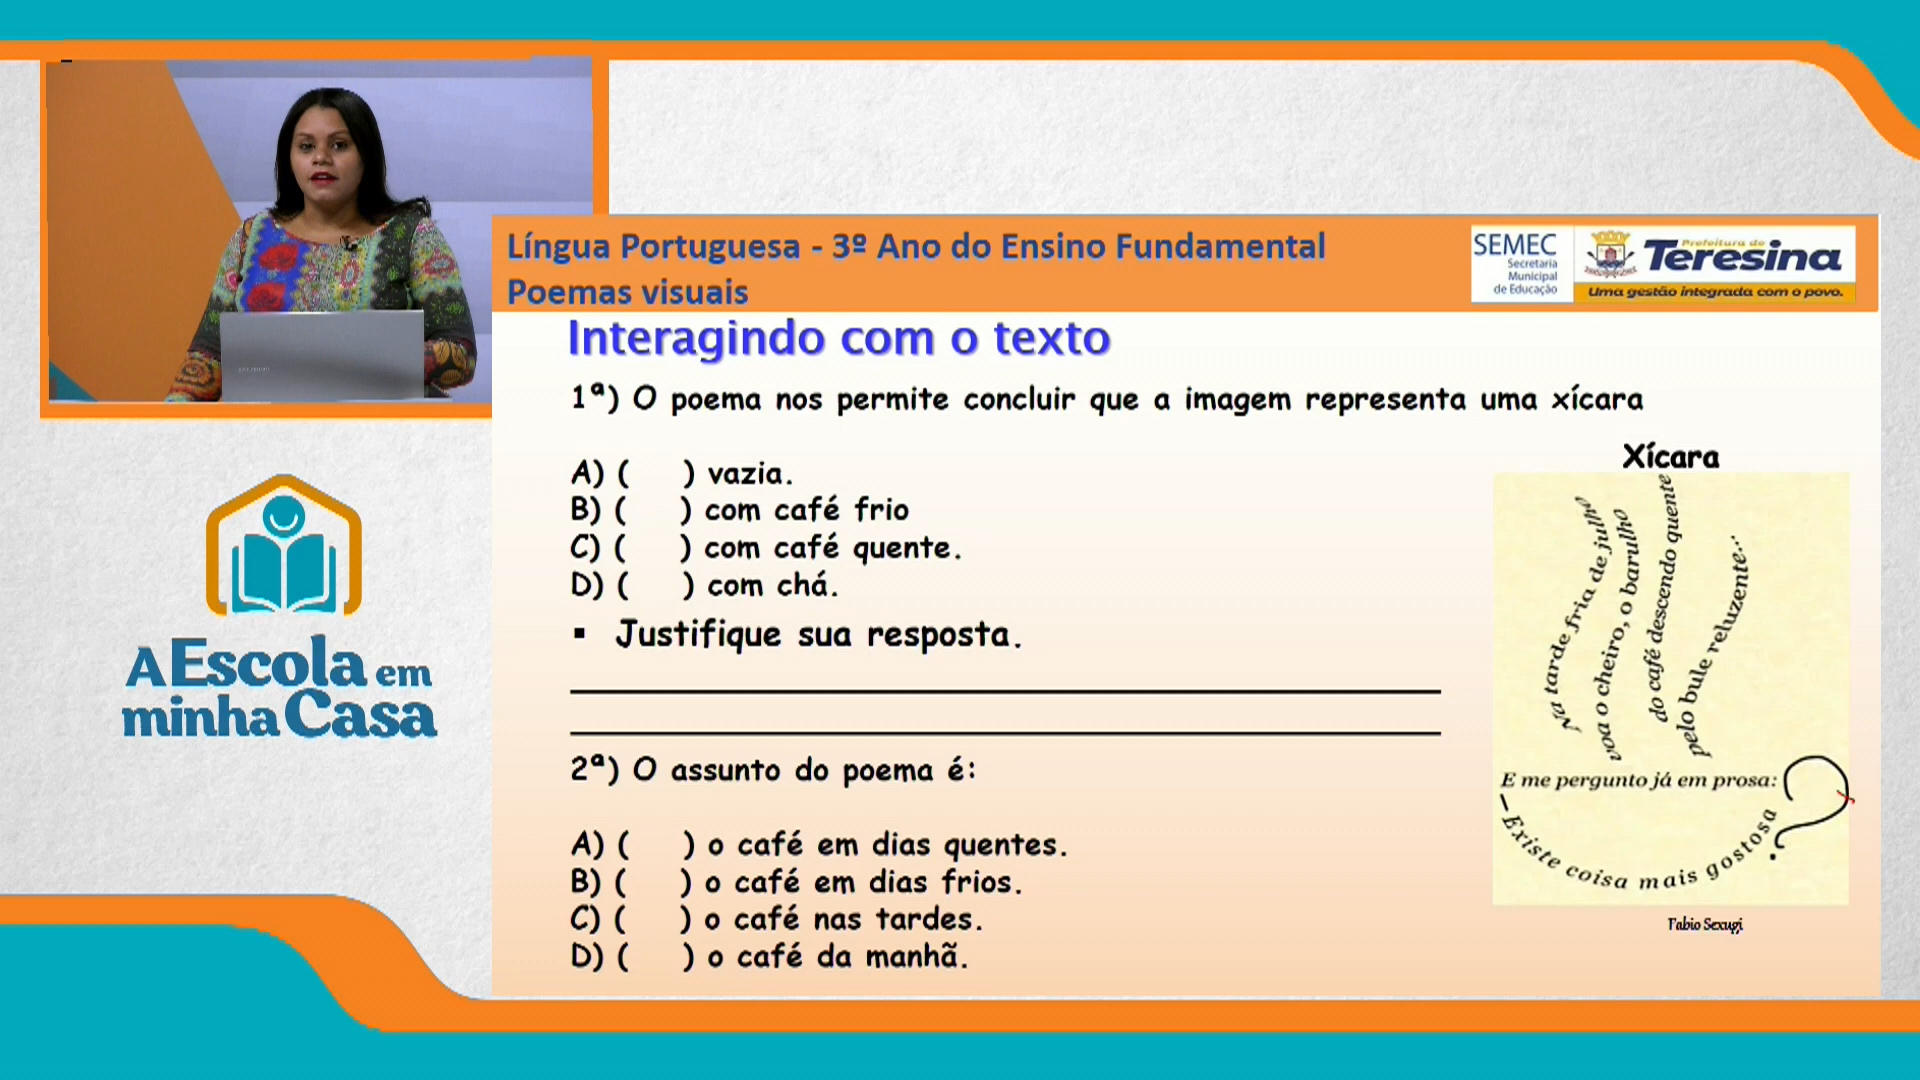 Língua Portuguesa - 3º Ano do Ensino Fundamental
Poemas visuais
SEMEC
Secretaria
Municipal
de Educação
Prefeitura de
Teresina
Uma gestão integrada com o povo.
Interagindo com o texto
1ª) O poema nos permite concluir que a imagem representa uma xícara
A) ( ) vazia.
B) ( ) com café frio
C) ( ) com café quente.
D) ( ) com chá.
▪ Justifique sua resposta.
2ª) O assunto do poema é:
A) ( ) o café em dias quentes.
B) ( ) o café em dias frios.
C) ( ) o café nas tardes.
D) ( ) o café da manhã.
Xícara
Na tarde fria de julho
voa o cheiro, o barulho
do café descendo quente
pelo bule reluzente...
E me pergunto já em prosa:
—Existe coisa mais gostosa
?
Fabio Sexugi
A Escola em
minha Casa